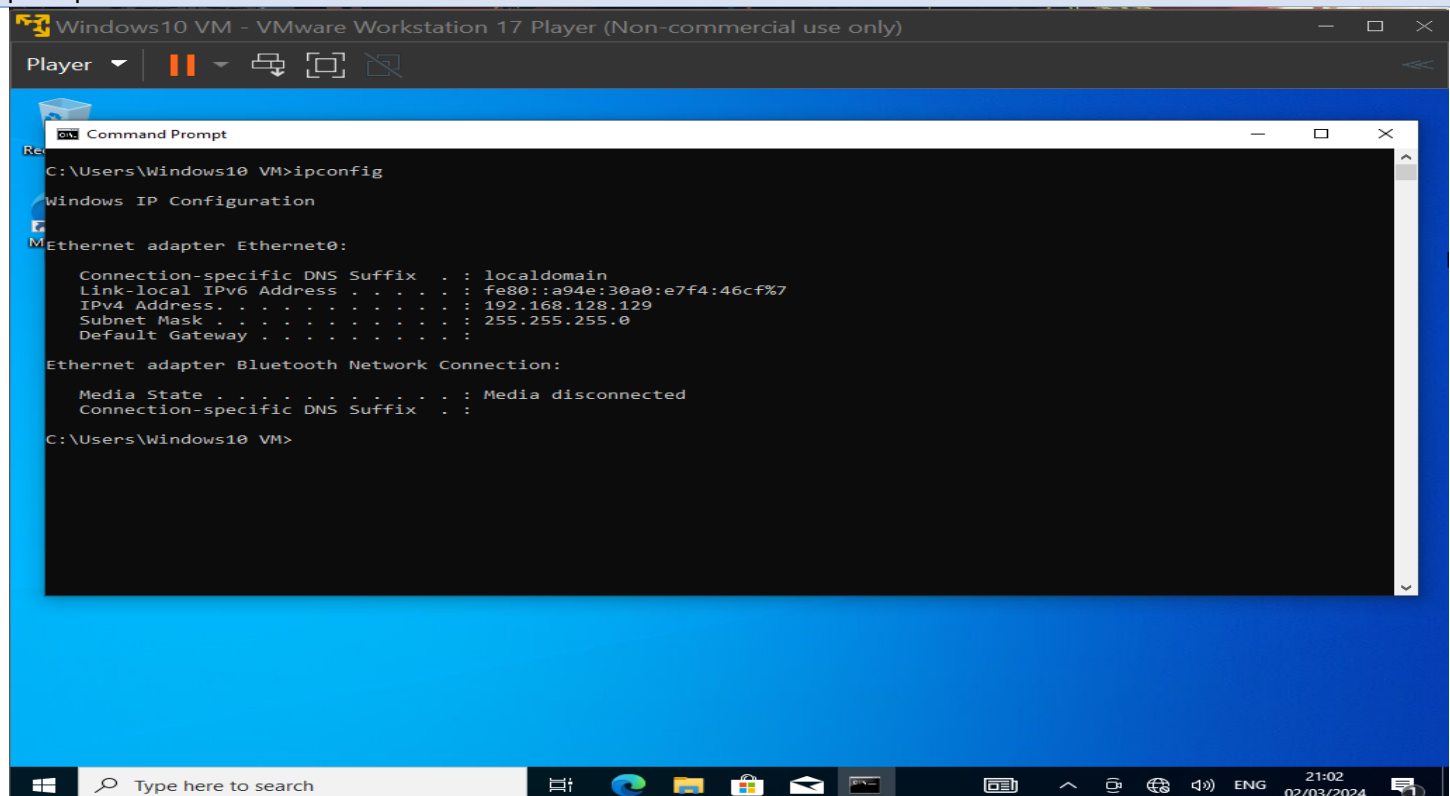 Windows10 VM - VMware Workstation 17 Player (Non-commercial use only)
Player
Command Prompt
C:\Users\Windows10 VM>ipconfig
Windows IP Configuration
Ethernet adapter Ethernet0:
Connection-specific DNS Suffix . : localdomain
Link-local IPv6 Address . . . . . : fe80::a94e:30a0:e7f4:46cf%7
IPv4 Address. . . . . . . . . . . : 192.168.128.129
Subnet Mask . . . . . . . . . . . : 255.255.255.0
Default Gateway . . . . . . . . . :
Ethernet adapter Bluetooth Network Connection:
Media State . . . . . . . . . . . : Media disconnected
Connection-specific DNS Suffix . :
C:\Users\Windows10 VM>
Type here to search
ENG
21:02
02/03/2024
1